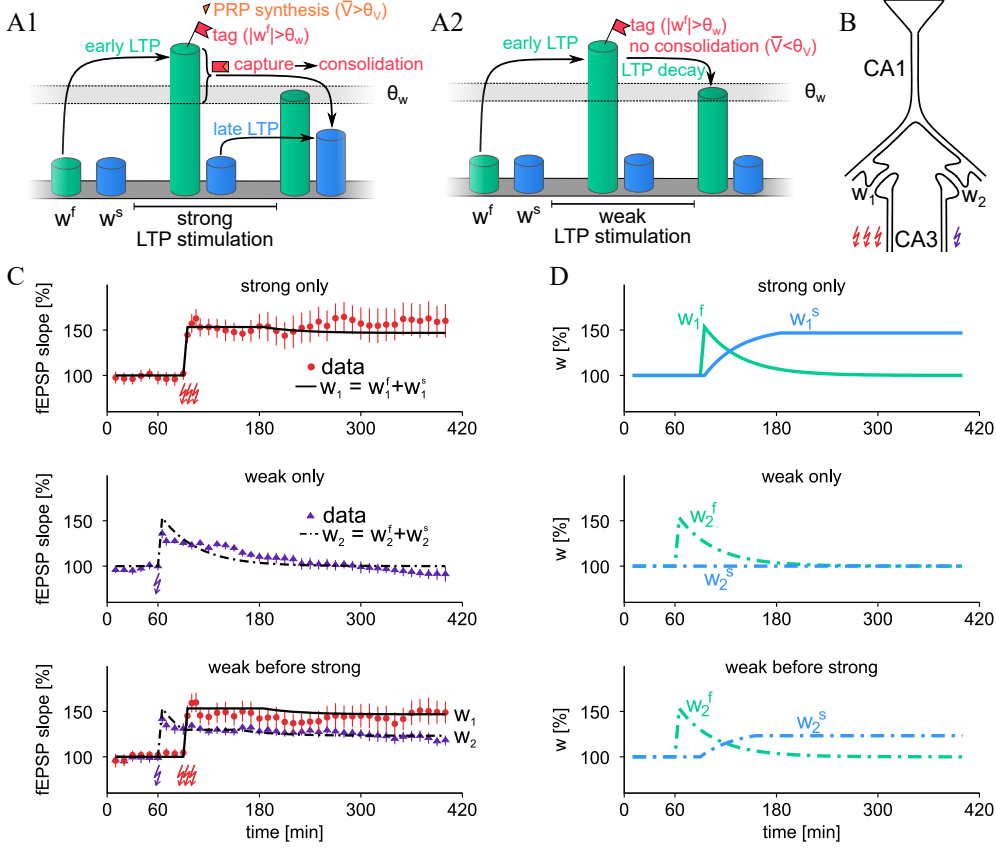 A1
PRP synthesis (V̅>θV)
tag (|wᶠ|>θw)
early LTP
capture
consolidation
θw
late LTP
wᶠ
wˢ
strong
LTP stimulation
A2
tag (|wᶠ|>θw)
no consolidation (V̅<θV)
early LTP
LTP decay
θw
wᶠ
wˢ
weak
LTP stimulation
B
CA1
w₁
w₂
CA3
C
strong only
fEPSP slope [%]
150
100
data
w₁ = w₁ᶠ+w₁ˢ
0
60
180
300
420
weak only
fEPSP slope [%]
150
100
data
w₂ = w₂ᶠ+w₂ˢ
0
60
180
300
420
weak before strong
fEPSP slope [%]
150
100
w₁
w₂
0
60
180
300
420
time [min]
D
strong only
w [%]
150
100
w₁ᶠ
w₁ˢ
0
60
180
300
420
weak only
w [%]
150
100
w₂ᶠ
w₂ˢ
0
60
180
300
420
weak before strong
w [%]
150
100
w₂ᶠ
w₂ˢ
0
60
180
300
420
time [min]